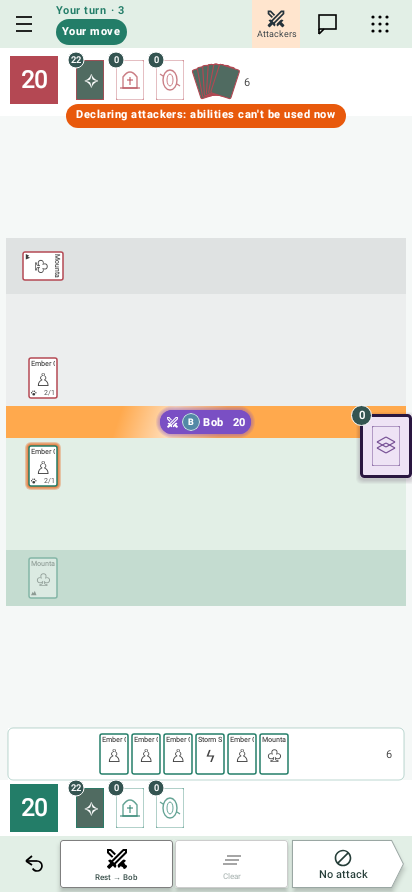 Your turn · 3
Your move
Attackers
20
22
0
0
6
Declaring attackers: abilities can't be used now
Mounta
Ember (
2/1
B Bob 20
0
Ember (
2/1
Mounta
Ember (
Ember (
Ember (
Storm S
Ember (
Mounta
6
20
22
0
0
Rest → Bob
Clear
No attack